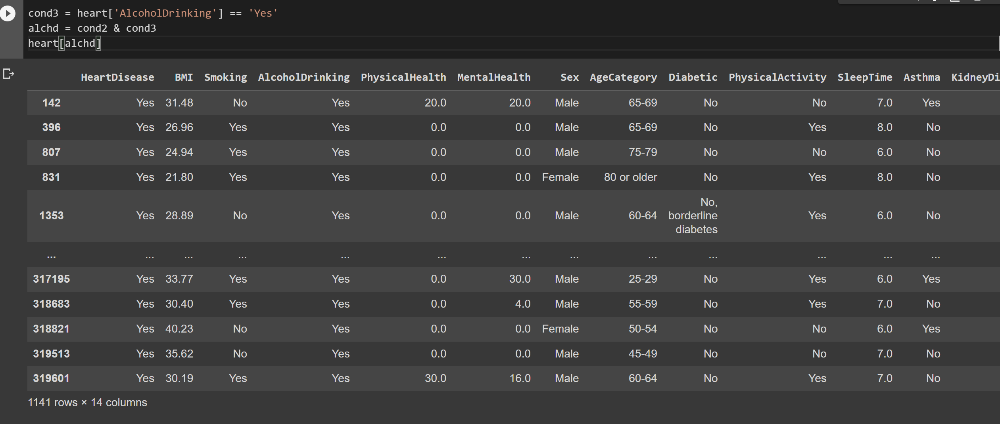 cond3 = heart['AlcoholDrinking'] == 'Yes'
alchd = cond2 & cond3
heart[alchd]
HeartDisease BMI Smoking AlcoholDrinking PhysicalHealth MentalHealth Sex AgeCategory Diabetic PhysicalActivity SleepTime Asthma KidneyDi
142 Yes 31.48 No Yes 20.0 20.0 Male 65-69 No No 7.0 Yes
396 Yes 26.96 Yes Yes 0.0 0.0 Male 65-69 No Yes 8.0 No
807 Yes 24.94 Yes Yes 0.0 0.0 Male 75-79 No No 6.0 No
831 Yes 21.80 Yes Yes 0.0 0.0 Female 80 or older No Yes 8.0 No
1353 Yes 28.89 No Yes 0.0 0.0 Male 60-64 No, borderline diabetes Yes 6.0 No
... ... ... ... ... ... ... ... ... ... ... ... ...
317195 Yes 33.77 Yes Yes 0.0 30.0 Male 25-29 No Yes 6.0 Yes
318683 Yes 30.40 Yes Yes 0.0 4.0 Male 55-59 No Yes 7.0 No
318821 Yes 40.23 No Yes 0.0 0.0 Female 50-54 No No 6.0 Yes
319513 Yes 35.62 No Yes 0.0 0.0 Male 45-49 No No 7.0 No
319601 Yes 30.19 Yes Yes 30.0 16.0 Male 60-64 No Yes 7.0 No
1141 rows × 14 columns